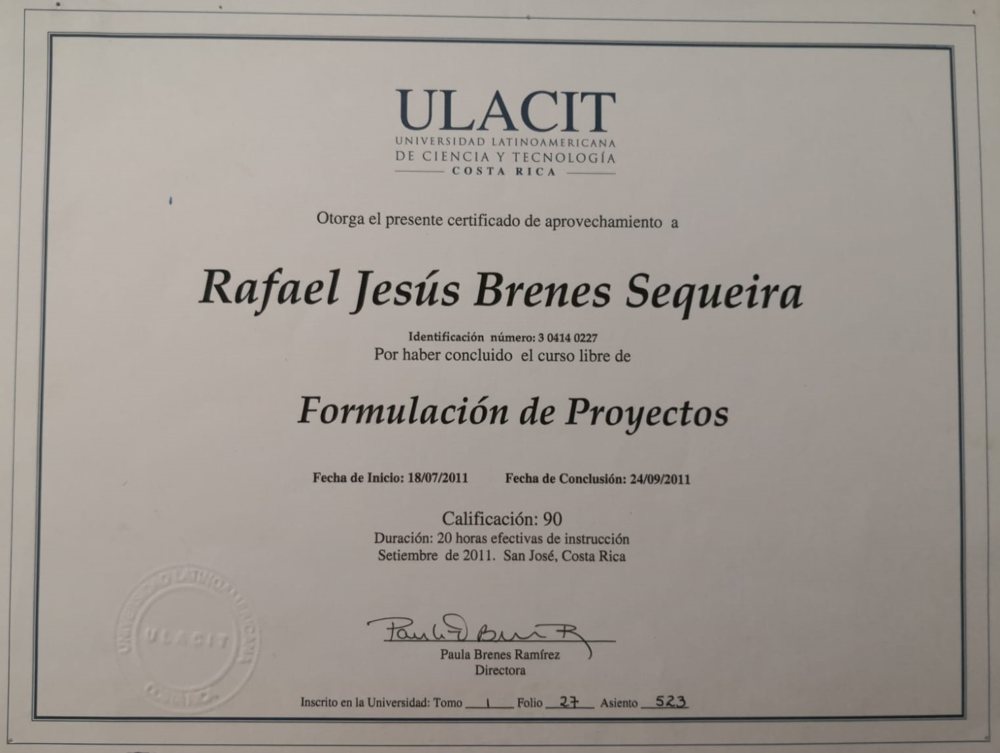 ULACIT
UNIVERSIDAD LATINOAMERICANA
DE CIENCIA Y TECNOLOGÍA
COSTA RICA
Otorga el presente certificado de aprovechamiento a
Rafael Jesús Brenes Sequeira
Identificación número: 3 0414 0227
Por haber concluido el curso libre de
Formulación de Proyectos
Fecha de Inicio: 18/07/2011 Fecha de Conclusión: 24/09/2011
Calificación: 90
Duración: 20 horas efectivas de instrucción
Setiembre de 2011. San José, Costa Rica
UNIVERSIDAD LATINOAMERICANA
ULACIT
Paula Brenes Ramírez
Directora
Inscrito en la Universidad: Tomo 1 Folio 27 Asiento 523